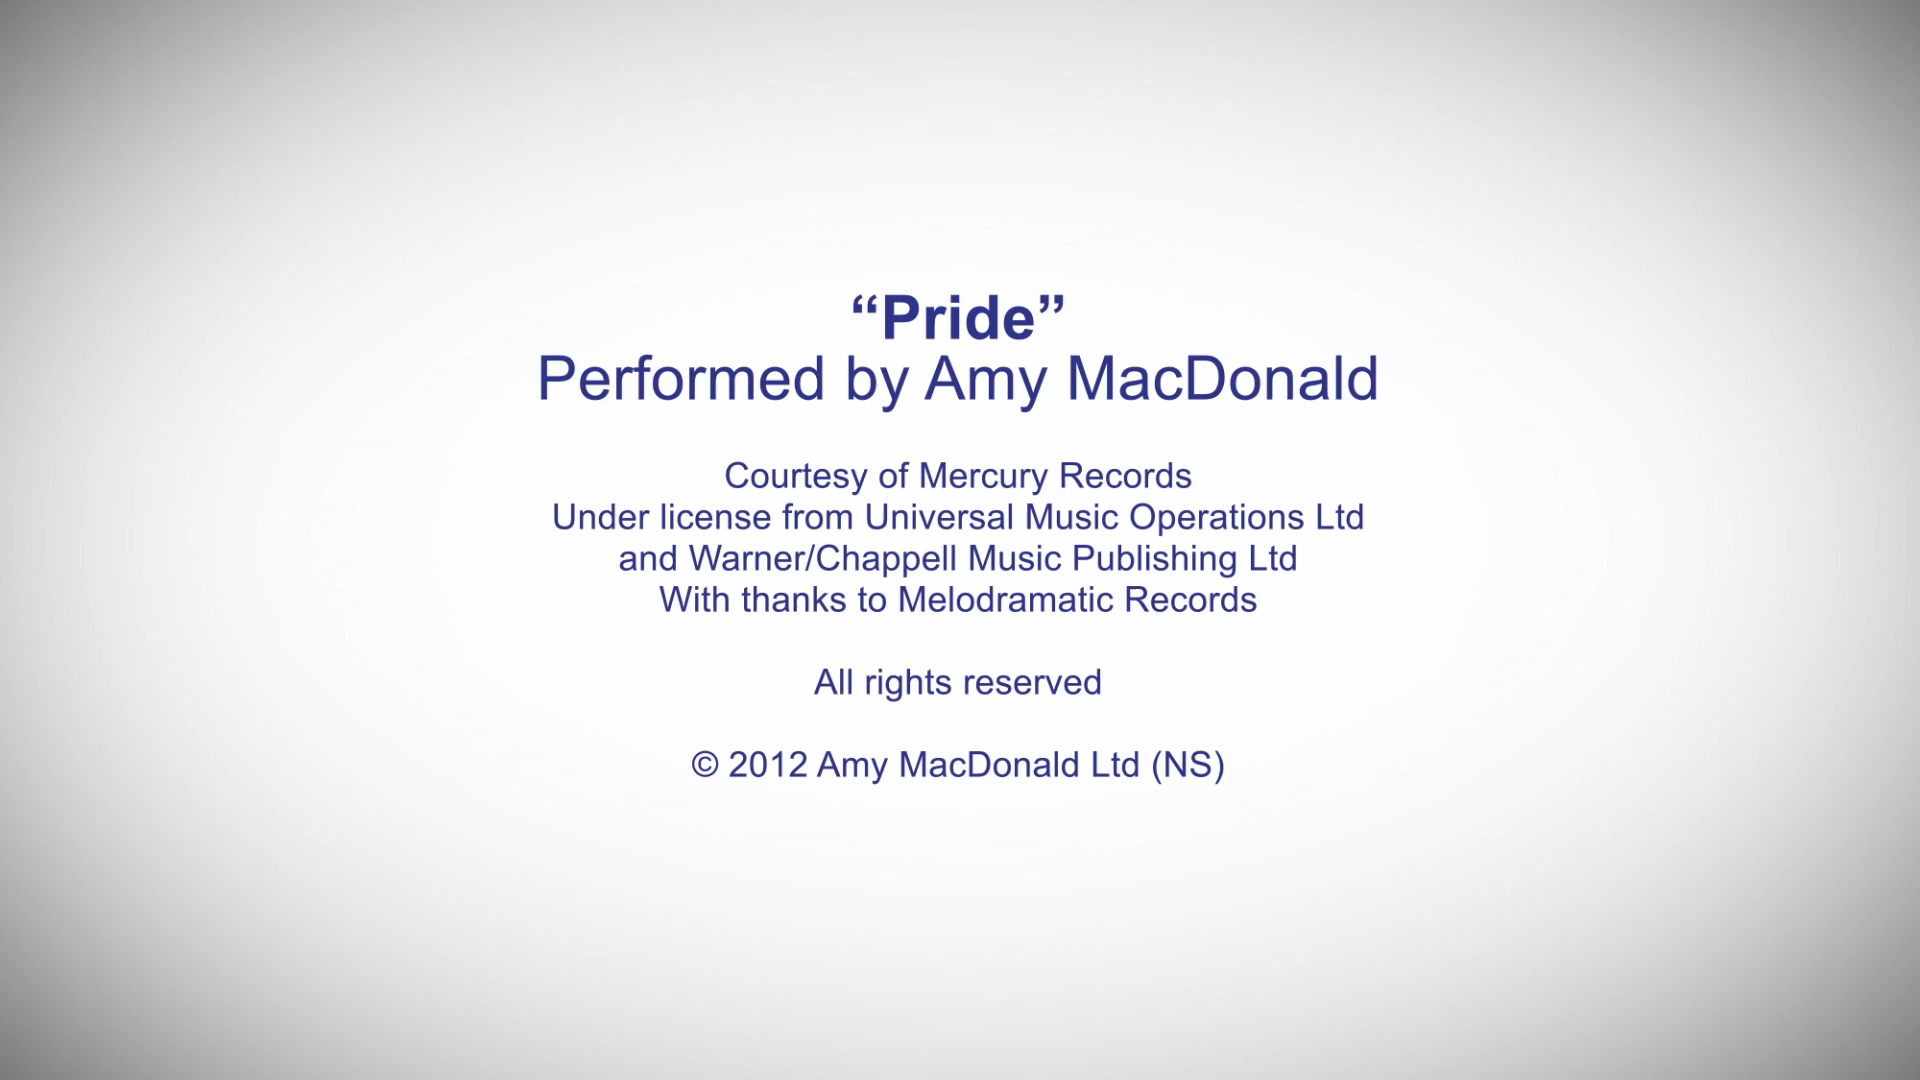 “Pride”
Performed by Amy MacDonald
Courtesy of Mercury Records
Under license from Universal Music Operations Ltd
and Warner/Chappell Music Publishing Ltd
With thanks to Melodramatic Records
All rights reserved
© 2012 Amy MacDonald Ltd (NS)